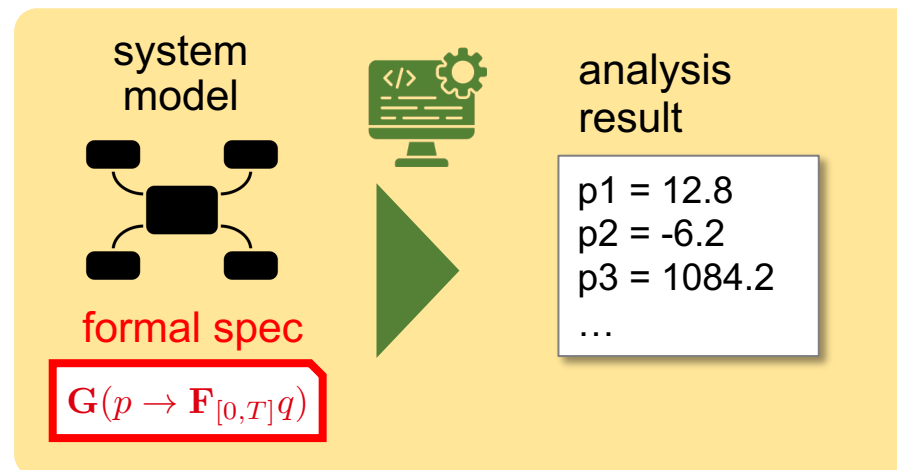 system
model
</>
analysis
result
p1 = 12.8
p2 = -6.2
p3 = 1084.2
…
formal spec
G(p → F[0,T]q)